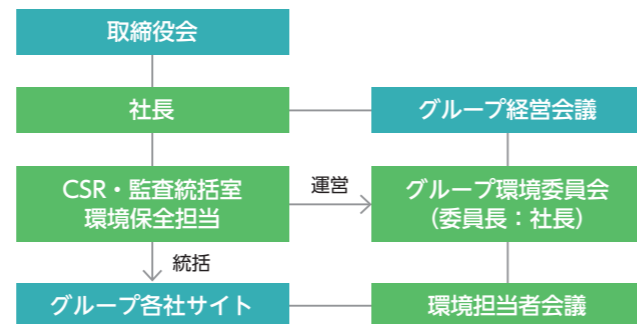 取締役会
社長
グループ経営会議
CSR・監査統括室
環境保全担当
運営
グループ環境委員会
（委員長：社長）
統括
グループ各社サイト
環境担当者会議